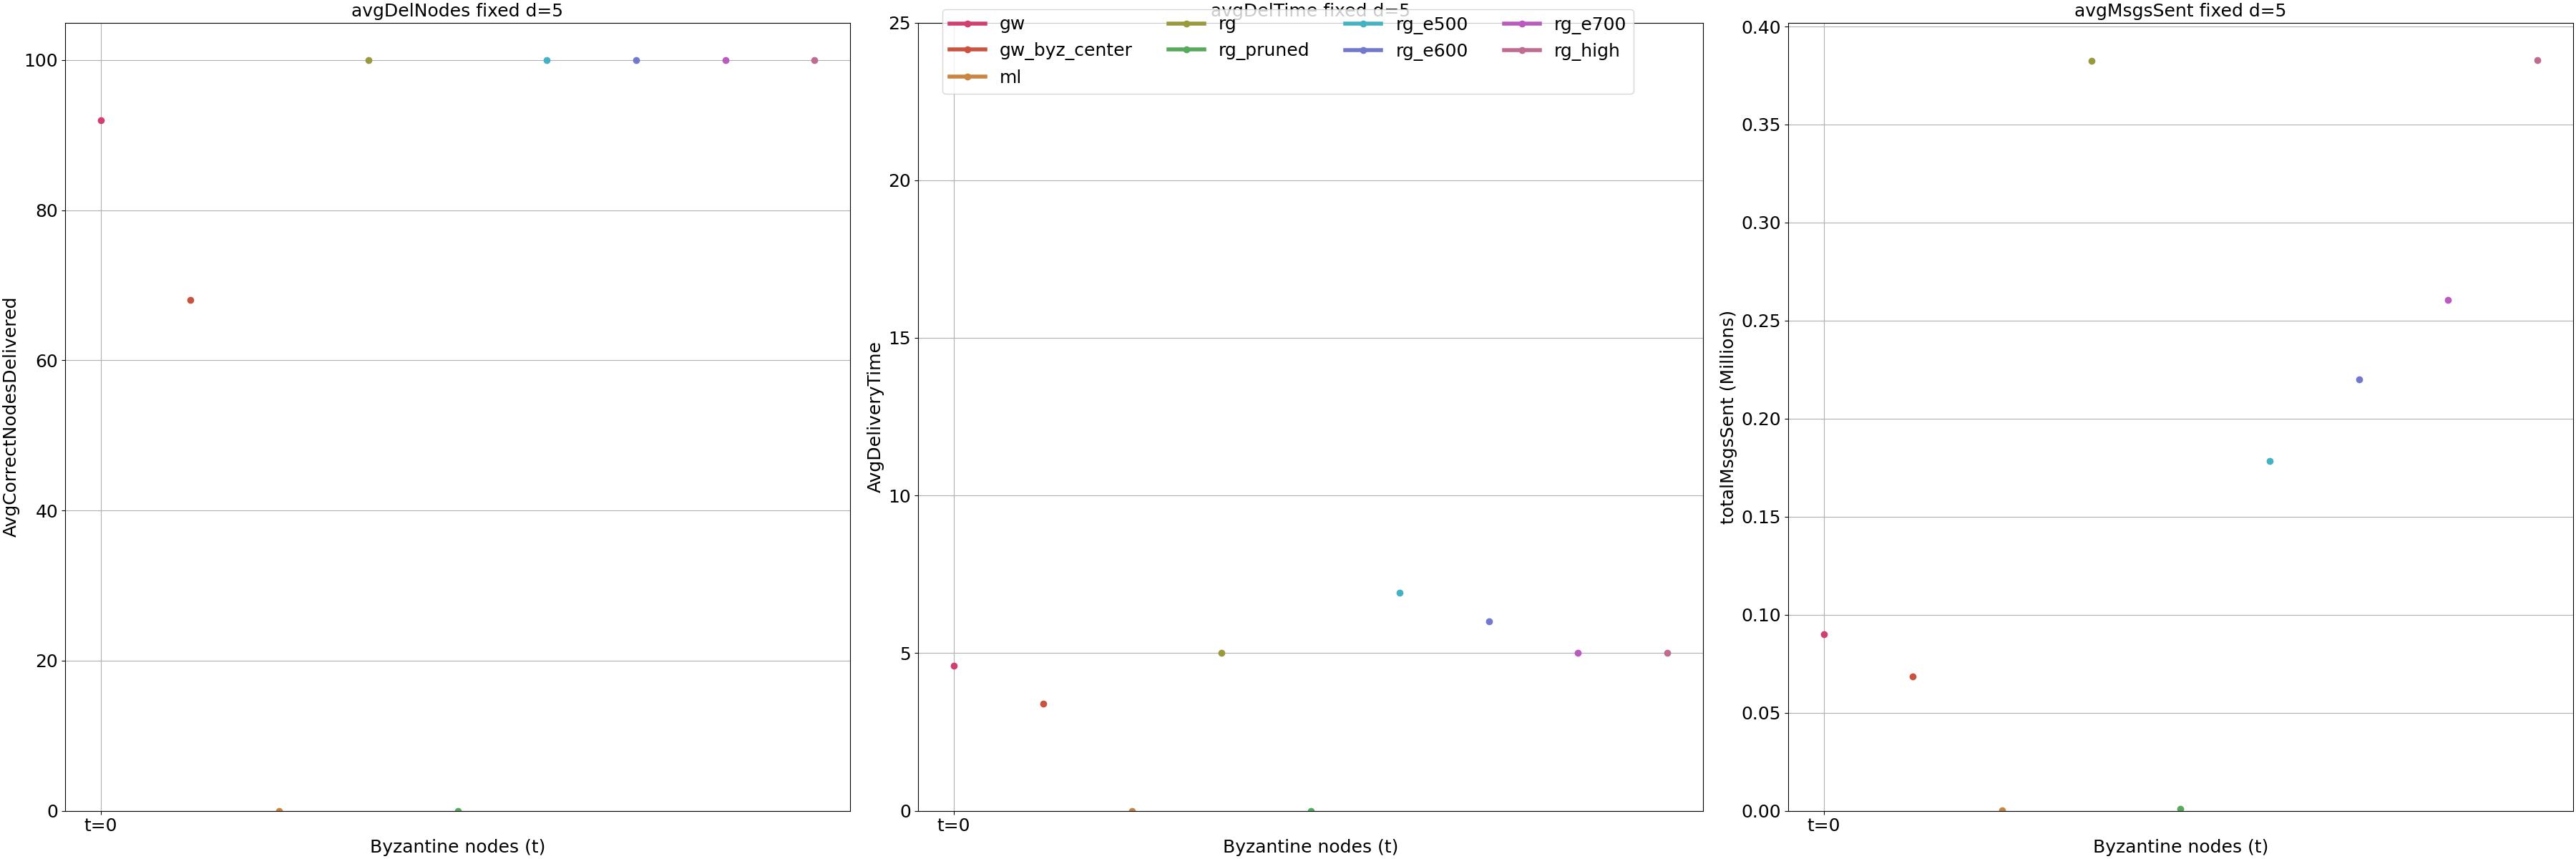 avgDelNodes fixed d=5
AvgCorrectNodesDelivered
100
80
60
40
20
0
t=0
Byzantine nodes (t)
avgDelTime fixed d=5
gw
gw_byz_center
ml
rg
rg_pruned
rg_e500
rg_e600
rg_e700
rg_high
AvgDeliveryTime
25
20
15
10
5
0
t=0
Byzantine nodes (t)
avgMsgsSent fixed d=5
totalMsgsSent (Millions)
0.40
0.35
0.30
0.25
0.20
0.15
0.10
0.05
0.00
t=0
Byzantine nodes (t)